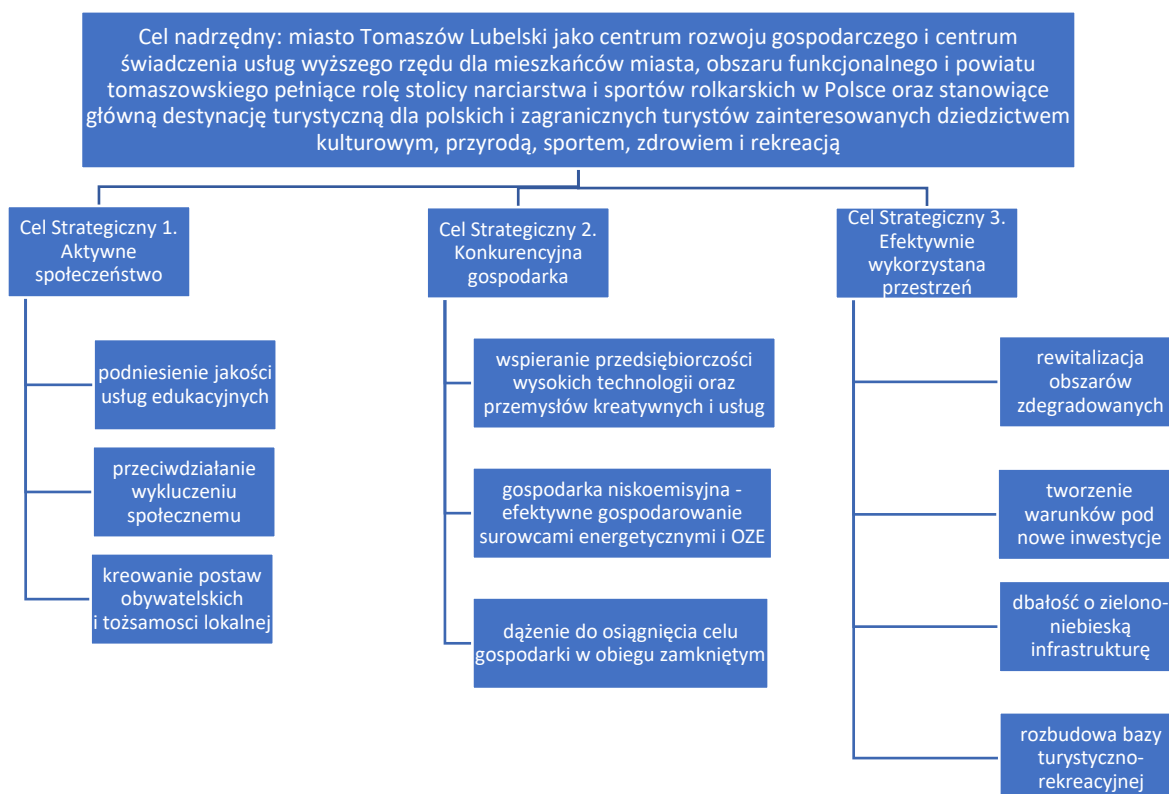 Cel nadrzędny: miasto Tomaszów Lubelski jako centrum rozwoju gospodarczego i centrum
świadczenia usług wyższego rzędu dla mieszkańców miasta, obszaru funkcjonalnego i powiatu
tomaszowskiego pełniące rolę stolicy narciarstwa i sportów rolkarskich w Polsce oraz stanowiące
główną destynację turystyczną dla polskich i zagranicznych turystów zainteresowanych dziedzictwem
kulturowym, przyrodą, sportem, zdrowiem i rekreacją
Cel Strategiczny 1.
Aktywne
społeczeństwo
podniesienie jakości
usług edukacyjnych
przeciwdziałanie
wykluczeniu
społecznemu
kreowanie postaw
obywatelskich
i tożsamosci lokalnej
Cel Strategiczny 2.
Konkurencyjna
gospodarka
wspieranie przedsiębiorczości
wysokich technologii oraz
przemysłów kreatywnych i usług
gospodarka niskoemisyjna -
efektywne gospodarowanie
surowcami energetycznymi i OZE
dążenie do osiągnięcia celu
gospodarki w obiegu zamkniętym
Cel Strategiczny 3.
Efektywnie
wykorzystana
przestrzeń
rewitalizacja
obszarów
zdegradowanych
tworzenie
warunków pod
nowe inwestycje
dbałość o zielono-
niebieską
infrastrukturę
rozbudowa bazy
turystyczno-
rekreacyjnej